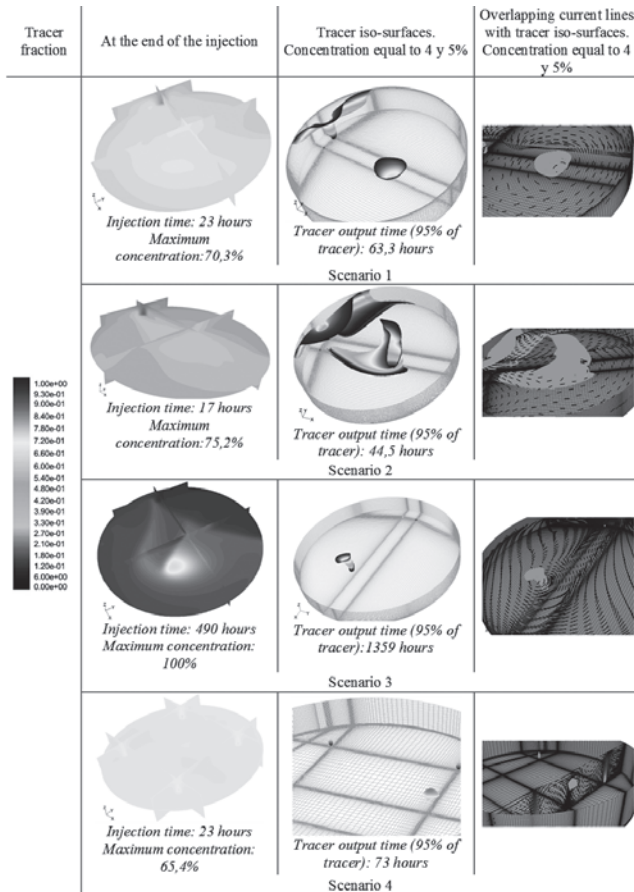 Tracer
fraction
At the end of the injection
Tracer iso-surfaces.
Concentration equal to 4 y 5%
Overlapping current lines
with tracer iso-surfaces.
Concentration equal to 4
y 5%
Injection time: 23 hours
Maximum
concentration:70,3%
Tracer output time (95% of
tracer): 63,3 hours
Scenario 1
Injection time: 17 hours
Maximum
concentration:75,2%
Tracer output time (95% of
tracer): 44,5 hours
Scenario 2
1.00e+00
9.30e-01
8.40e-01
7.80e-01
7.20e-01
6.60e-01
6.00e-01
5.40e-01
4.80e-01
3.90e-01
3.30e-01
2.70e-01
2.10e-01
1.80e-01
1.20e-01
6.00e-01
0.00e+00
Injection time: 490 hours
Maximum concentration:
100%
Tracer output time (95% of
tracer): 1359 hours
Scenario 3
Injection time: 23 hours
Maximum concentration:
65,4%
Tracer output time (95% of
tracer): 73 hours
Scenario 4